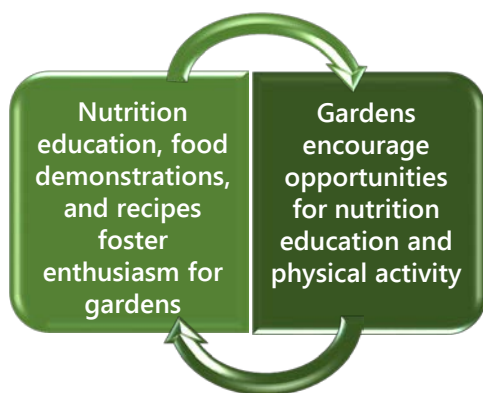 Nutrition
education, food
demonstrations,
and recipes
foster
enthusiasm for
gardens
Gardens
encourage
opportunities
for nutrition
education and
physical activity